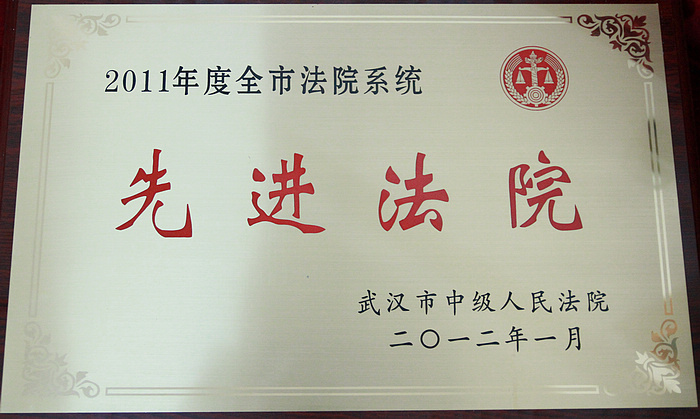 2011年度全市法院系统
先进法院
武汉市中级人民法院
二〇一二年一月